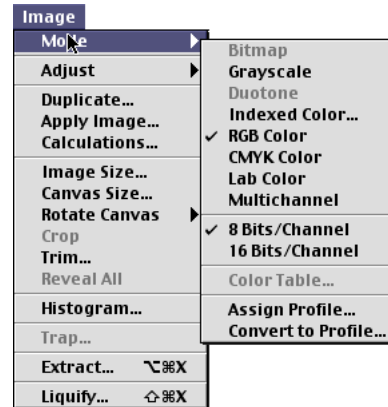 Image
Mode
Adjust
Duplicate...
Apply Image...
Calculations...
Image Size...
Canvas Size...
Rotate Canvas
Crop
Trim...
Reveal All
Histogram...
Trap...
Extract... ⌥⌘X
Liquify... ⇧⌘X
Bitmap
Grayscale
Duotone
Indexed Color...
✓ RGB Color
CMYK Color
Lab Color
Multichannel
✓ 8 Bits/Channel
16 Bits/Channel
Color Table...
Assign Profile...
Convert to Profile...